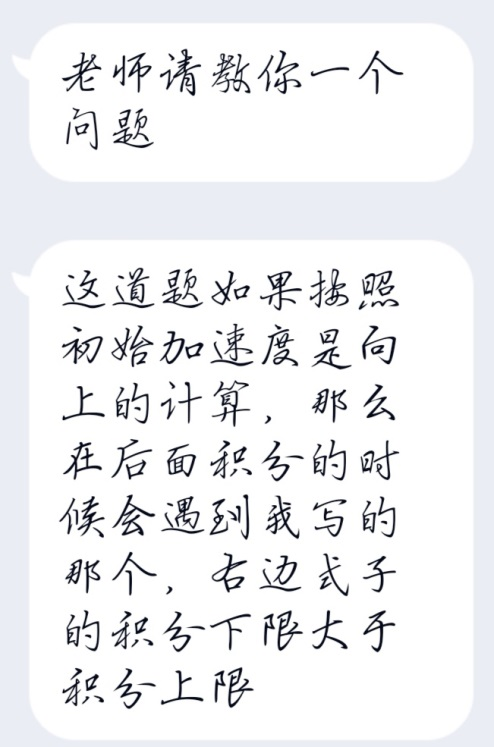 老师请教你一个
问题
这道题如果按照
初始加速度是向
上的计算，那么
在后面积分的时
候会遇到我写的
那个，右边式子
的积分下限大于
积分上限